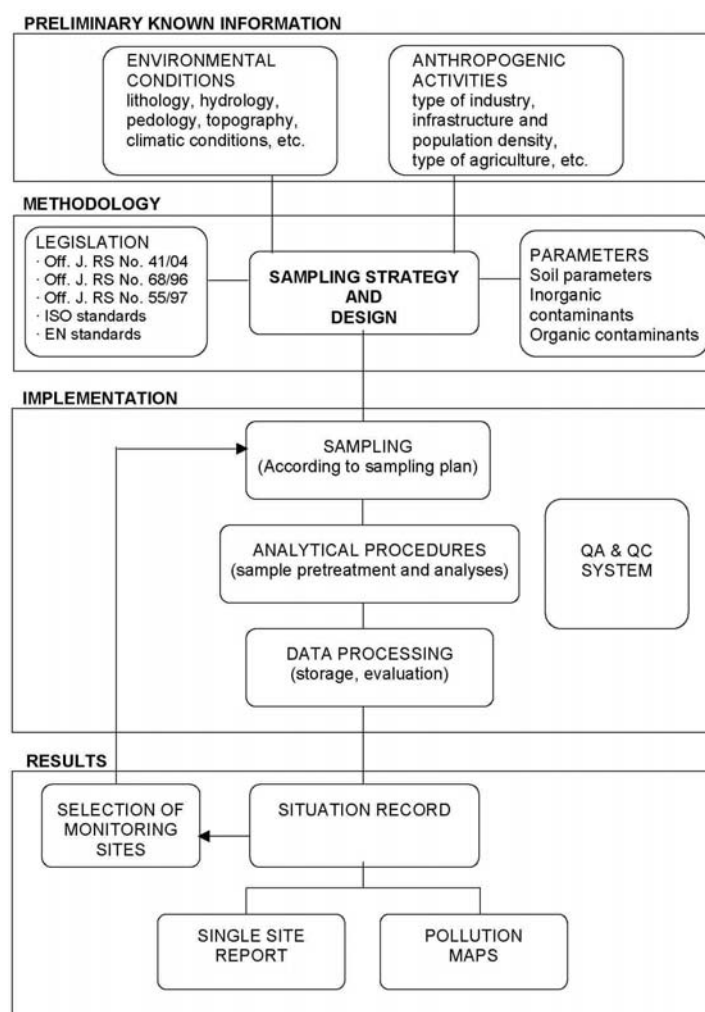 PRELIMINARY KNOWN INFORMATION
ENVIRONMENTAL
CONDITIONS
lithology, hydrology,
pedology, topography,
climatic conditions, etc.
ANTHROPOGENIC
ACTIVITIES
type of industry,
infrastructure and
population density,
type of agriculture, etc.
METHODOLOGY
LEGISLATION
· Off. J. RS No. 41/04
· Off. J. RS No. 68/96
· Off. J. RS No. 55/97
· ISO standards
· EN standards
SAMPLING STRATEGY
AND
DESIGN
PARAMETERS
Soil parameters
Inorganic
contaminants
Organic contaminants
IMPLEMENTATION
SAMPLING
(According to sampling plan)
ANALYTICAL PROCEDURES
(sample pretreatment and analyses)
QA & QC
SYSTEM
DATA PROCESSING
(storage, evaluation)
RESULTS
SELECTION OF
MONITORING
SITES
SITUATION RECORD
SINGLE SITE
REPORT
POLLUTION
MAPS